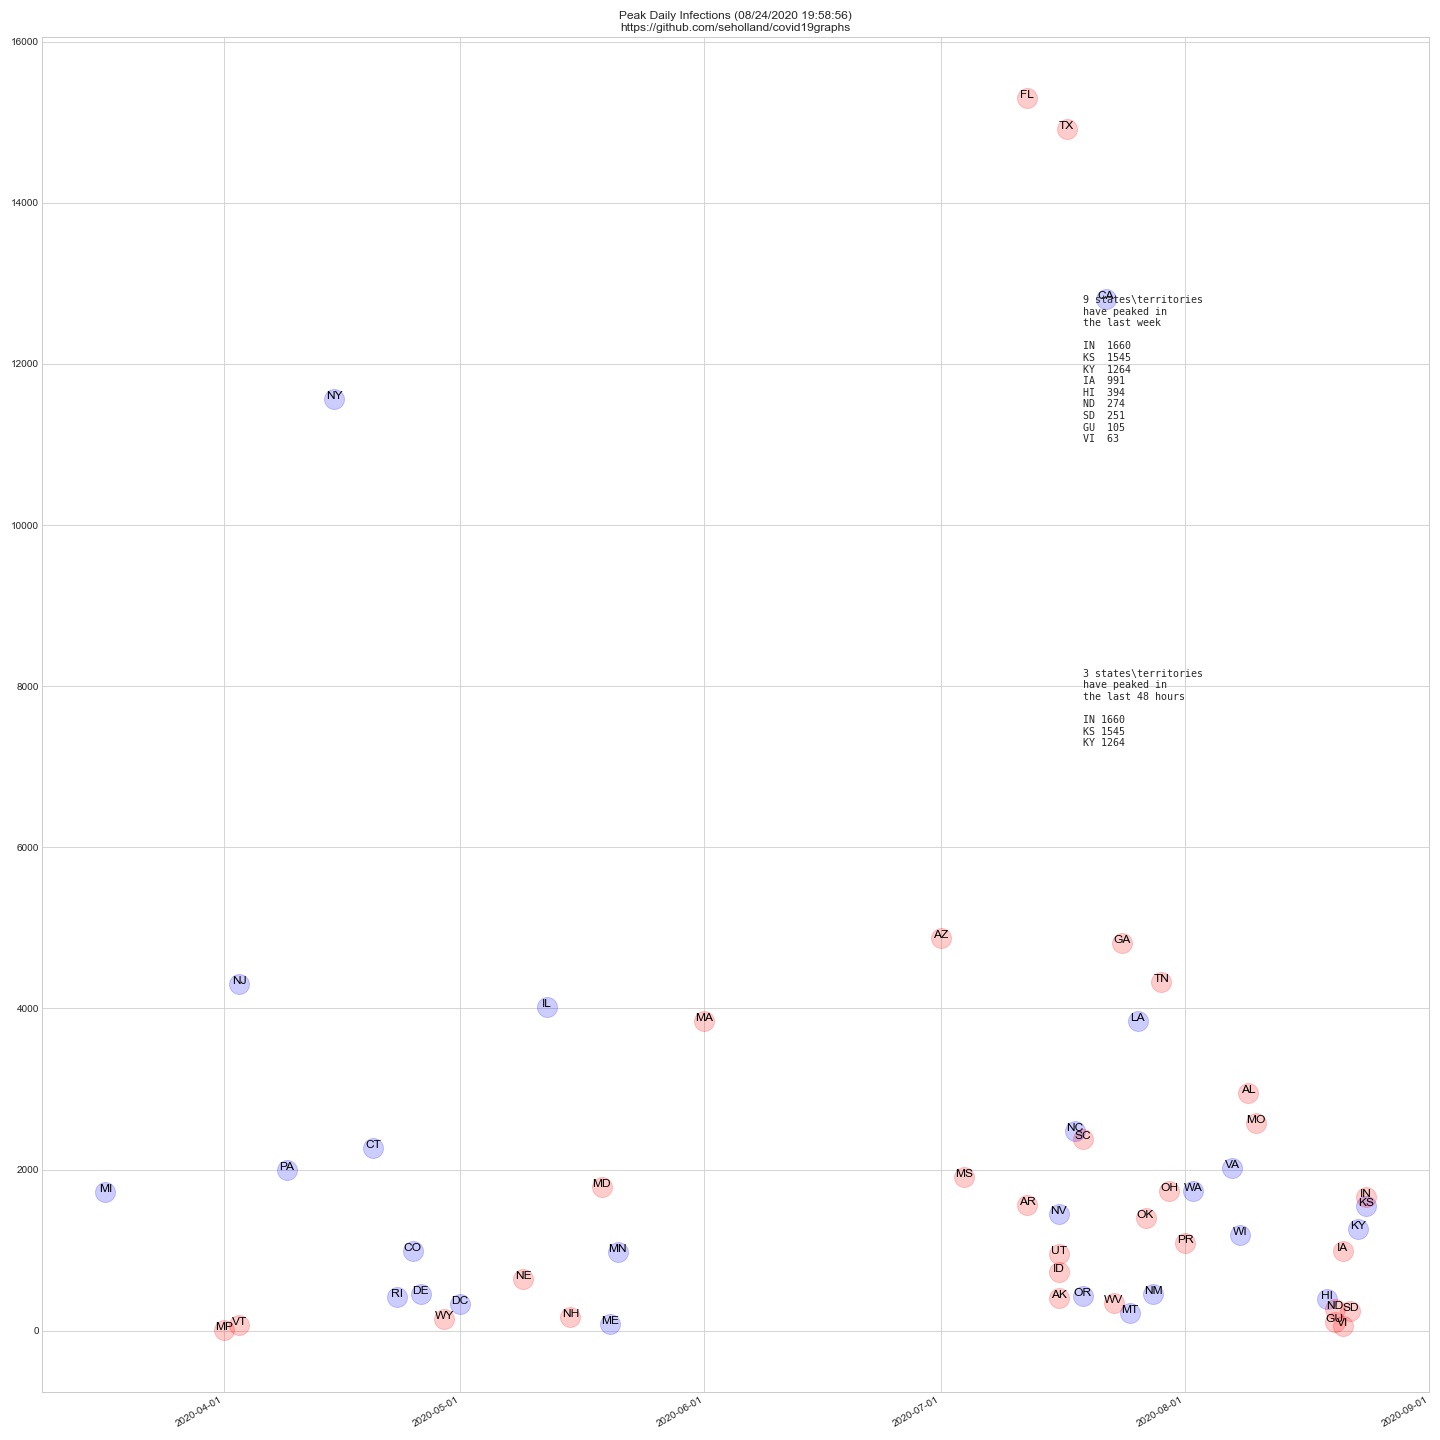 Peak Daily Infections (08/24/2020 19:58:56)
https://github.com/seholland/covid19graphs
16000
FL
TX
14000
CA
9 states\territories
have peaked in
the last week
IN 1660
KS 1545
KY 1264
IA 991
HI 394
ND 274
SD 251
GU 105
VI 63
12000
NY
10000
8000
3 states\territories
have peaked in
the last 48 hours
IN 1660
KS 1545
KY 1264
6000
AZ
GA
NJ
TN
IL
4000
MA
LA
AL
MO
NC
SC
CT
VA
PA
2000
MS
MD
MI
OH
WA
IN
KS
AR
NV
OK
KY
WI
PR
CO
MN
UT
IA
ID
NE
DE
RI
OR
NM
AK
HI
DC
WV
ND
SD
MT
WY
NH
VT
ME
GU
VI
MP
0
2020-04-01
2020-05-01
2020-06-01
2020-07-01
2020-08-01
2020-09-01